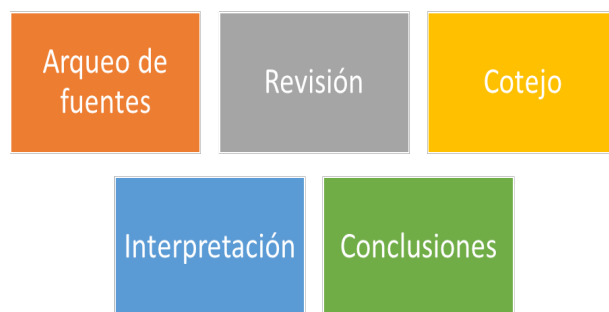 Arqueo de
fuentes
Revisión
Cotejo
Interpretación
Conclusiones